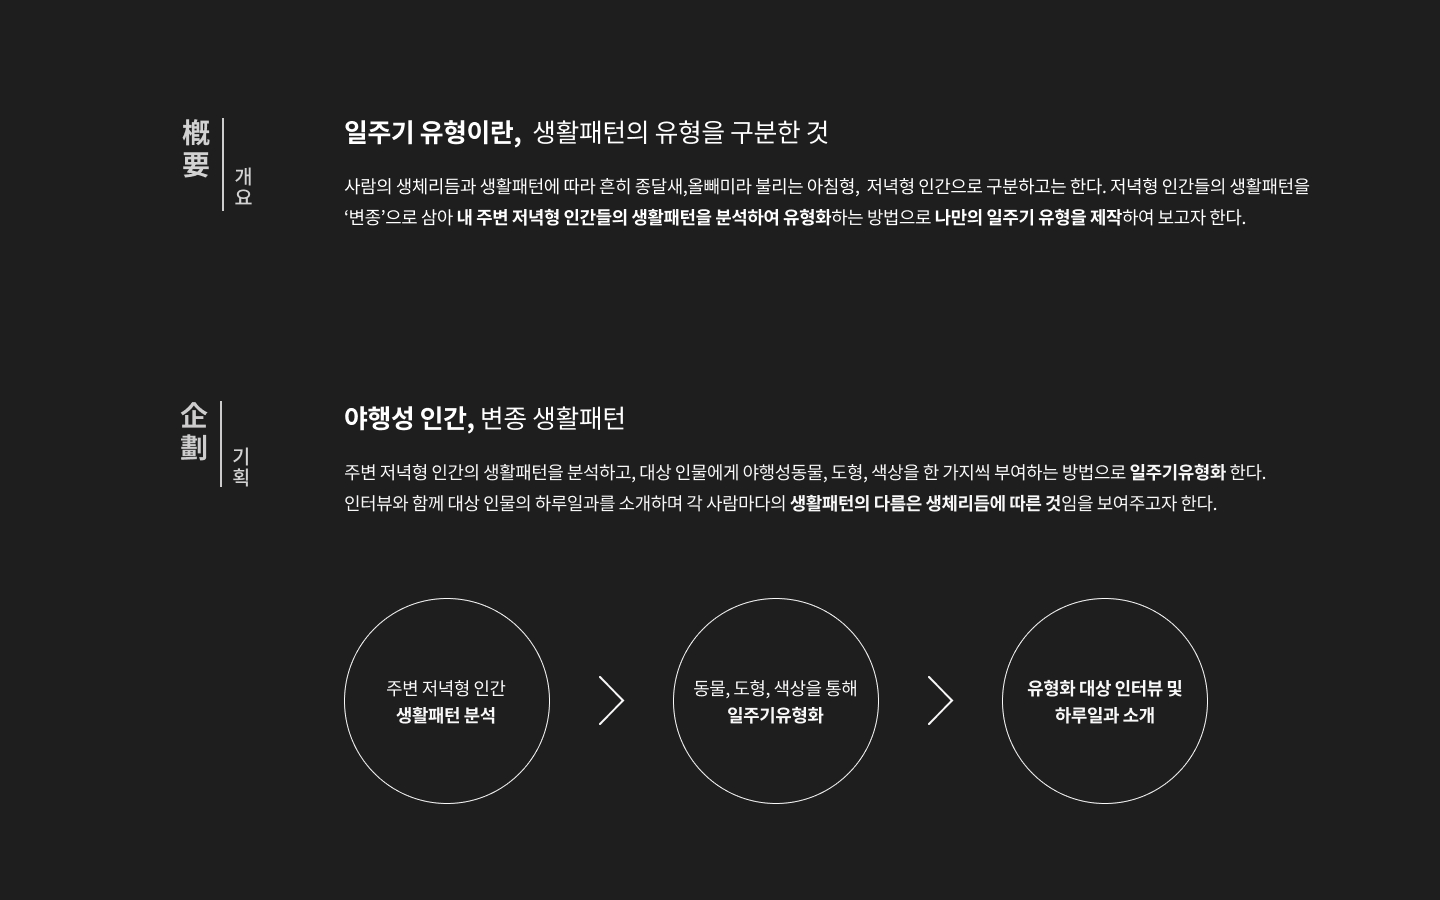 概要
개요
일주기 유형이란, 생활패턴의 유형을 구분한 것
사람의 생체리듬과 생활패턴에 따라 흔히 종달새,올빼미라 불리는 아침형, 저녁형 인간으로 구분하고는 한다. 저녁형 인간들의 생활패턴을
‘변종’으로 삼아 내 주변 저녁형 인간들의 생활패턴을 분석하여 유형화하는 방법으로 나만의 일주기 유형을 제작하여 보고자 한다.
企劃
기획
야행성 인간, 변종 생활패턴
주변 저녁형 인간의 생활패턴을 분석하고, 대상 인물에게 야행성동물, 도형, 색상을 한 가지씩 부여하는 방법으로 일주기유형화 한다.
인터뷰와 함께 대상 인물의 하루일과를 소개하며 각 사람마다의 생활패턴의 다름은 생체리듬에 따른 것임을 보여주고자 한다.
주변 저녁형 인간
생활패턴 분석
동물, 도형, 색상을 통해
일주기유형화
유형화 대상 인터뷰 및
하루일과 소개